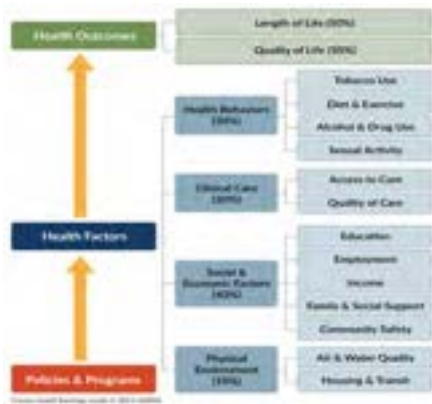 Health Outcomes
Length of Life (50%)
Quality of Life (50%)
Health Behaviors
(30%)
Tobacco Use
Diet & Exercise
Alcohol & Drug Use
Sexual Activity
Clinical Care
(20%)
Access to Care
Quality of Care
Health Factors
Social &
Economic Factors
(40%)
Education
Employment
Income
Family & Social Support
Community Safety
Policies & Programs
Physical
Environment
(10%)
Air & Water Quality
Housing & Transit